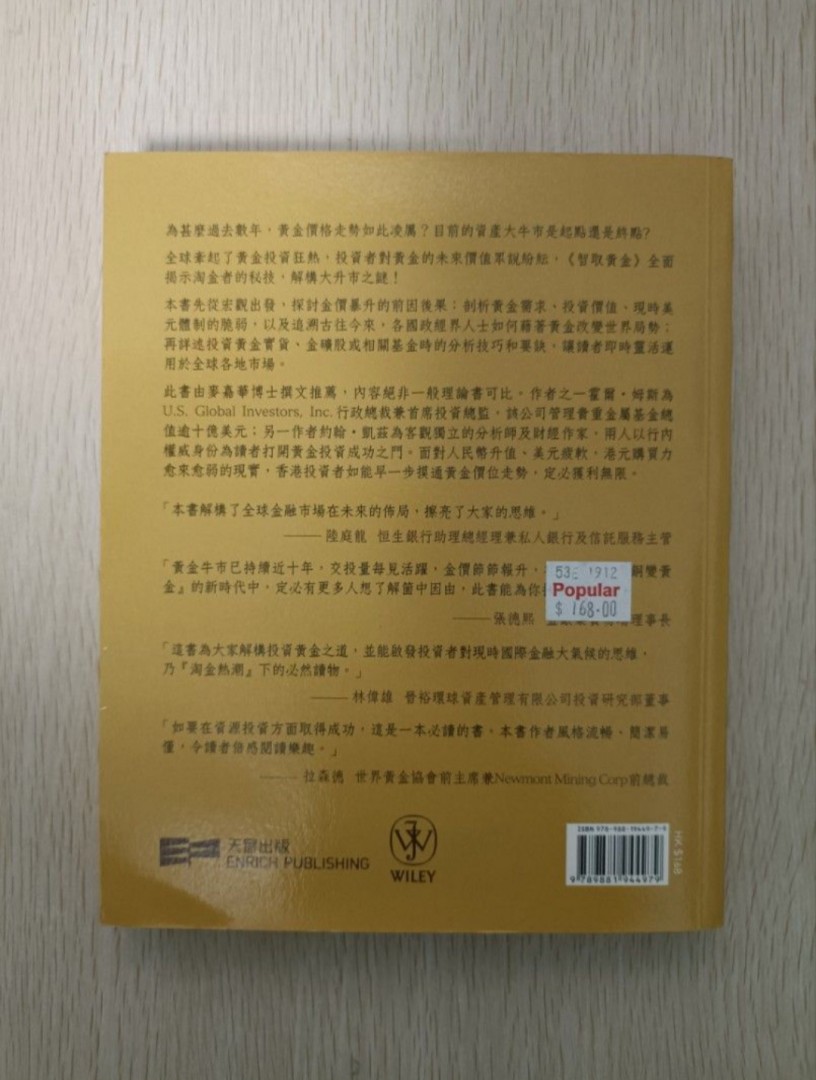 為甚麼過去數年，黃金價格走勢如此凌厲？目前的資產大牛市是起點還是終點？
全球牽起了黃金投資狂熱，投資者對黃金的未來價值眾說紛紜，《智取黃金》全面
揭示淘金者的秘技，解構大升市之謎！
本書先從宏觀出發，探討金價暴升的前因後果：剖析黃金需求、投資價值、現時美
元體制的脆弱，以及追溯古往今來，各國政經界人士如何藉著黃金改變世界局勢；
再詳述投資黃金實貨、金礦股或相關基金時的分析技巧和要訣，讓讀者即時靈活運
用於全球各地市場。
此書由麥嘉華博士撰文推薦，內容絕非一般理論書可比。作者之一霍爾・姆斯為
U.S. Global Investors, Inc. 行政總裁兼首席投資總監，該公司管理貴重金屬基金總
值逾十億美元；另一作者約翰・凱茲為客觀獨立的分析師及財經作家，兩人以行內
權威身份為讀者打開黃金投資成功之門。面對人民幣升值、美元疲軟，港元購買力
愈來愈弱的現實，香港投資者如能早一步摸通黃金價位走勢，定必獲利無限。
「本書解構了全球金融市場在未來的佈局，擦亮了大家的思維。」
——陸庭龍 恒生銀行助理總經理兼私人銀行及信託服務主管
「黃金牛市已持續近十年，交投量每見活躍，金價節節報升，銅變黃
金』的新時代中，定必有更多人想了解箇中因由，此書能為你
53E 1912
Popular
$ 168-00
——張德熙 理事長
「這書為大家解構投資黃金之道，並能啟發投資者對現時國際金融大氣候的思維，
乃『淘金熱潮』下的必然讀物。」
——林偉雄 晉裕環球資產管理有限公司投資研究部董事
「如要在資源投資方面取得成功，這是一本必讀的書。本書作者風格流暢、簡潔易
懂，令讀者倍感閱讀樂趣。」
——拉森德 世界黃金協會前主席兼Newmont Mining Corp前總裁
天窗出版
ENRICH PUBLISHING
WILEY
ISBN 978-988-19449-7-9
9 789881 944979
HK $168